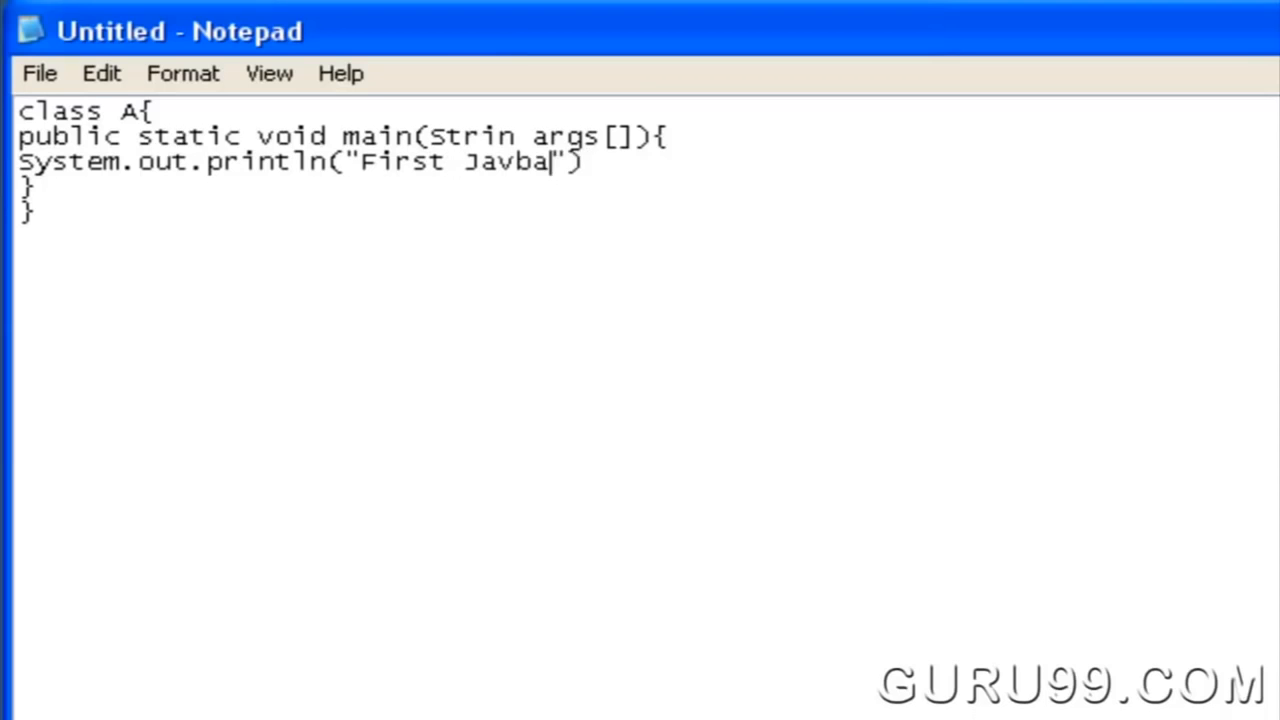 Untitled - Notepad
File Edit Format View Help
class A{
public static void main(Strin args[]){
System.out.println("First Javba")
}
}
GURU99.COM